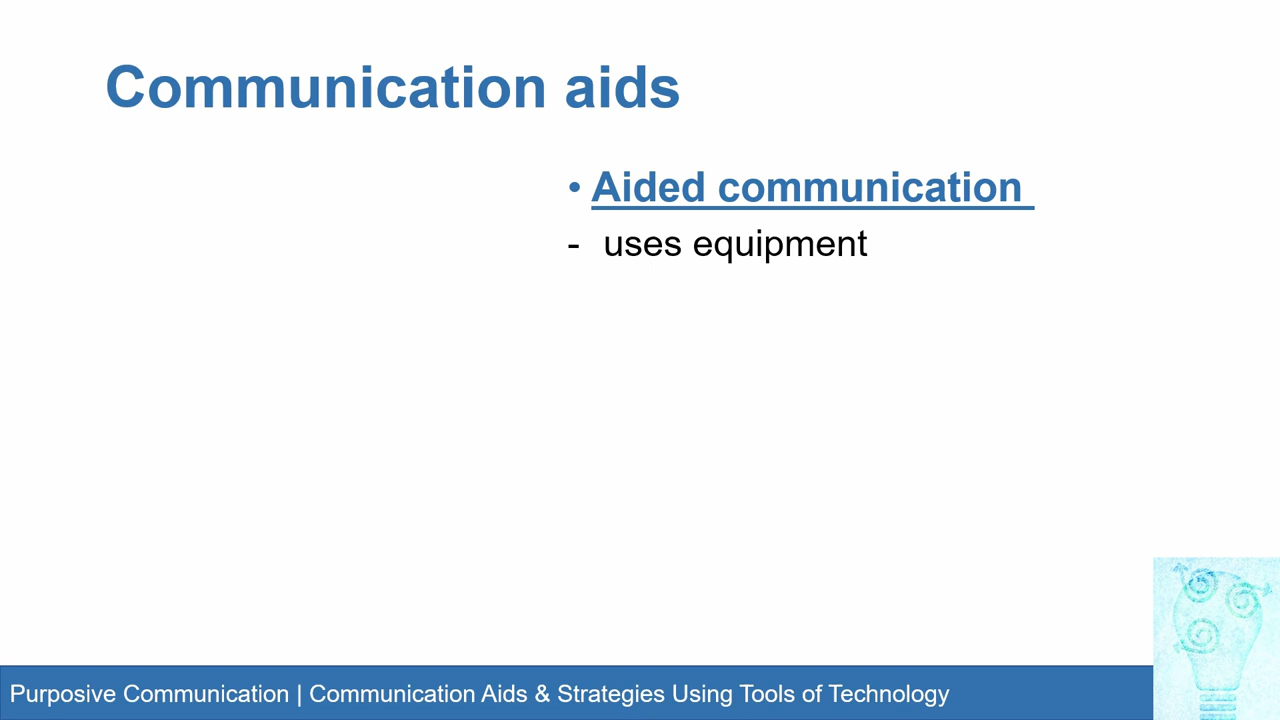 Communication aids
• Aided communication
- uses equipment
Purposive Communication | Communication Aids & Strategies Using Tools of Technology